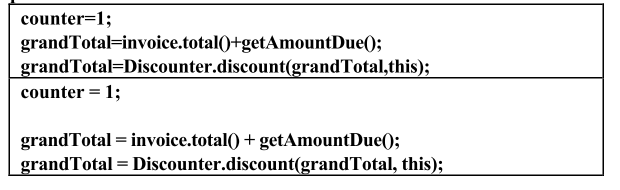 counter=1;
grandTotal=invoice.total()+getAmountDue();
grandTotal=Discounter.discount(grandTotal,this);
counter = 1;
grandTotal = invoice.total() + getAmountDue();
grandTotal = Discounter.discount(grandTotal, this);